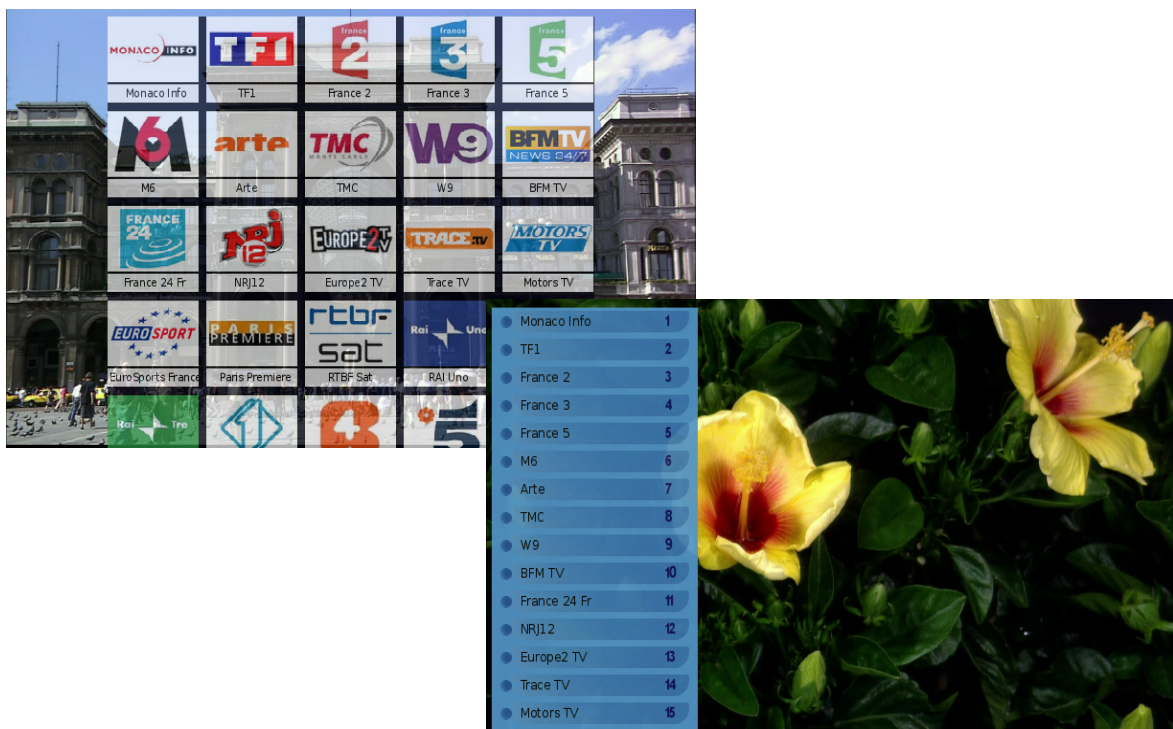 MONACO INFO
TF1
france
2
france
3
france
5
Monaco Info
TF1
France 2
France 3
France 5
M6
arte
TMC
MONTE CARLO
W9
BFMTV
NEWS 24/7
M6
Arte
TMC
W9
BFM TV
FRANCE
24
NRJ
12
EUROPE2TV
TRACE.TV
MOTORS
TV
France 24 Fr
NRJ12
Europe2 TV
Trace TV
Motors TV
EUROSPORT
PARIS
PREMIERE
rtbf
sat
Rai Uno
EuroSports France
Paris Premiere
RTBF Sat
RAI Uno
Rai Tre
1
4
5
Monaco Info 1
TF1 2
France 2 3
France 3 4
France 5 5
M6 6
Arte 7
TMC 8
W9 9
BFM TV 10
France 24 Fr 11
NRJ12 12
Europe2 TV 13
Trace TV 14
Motors TV 15